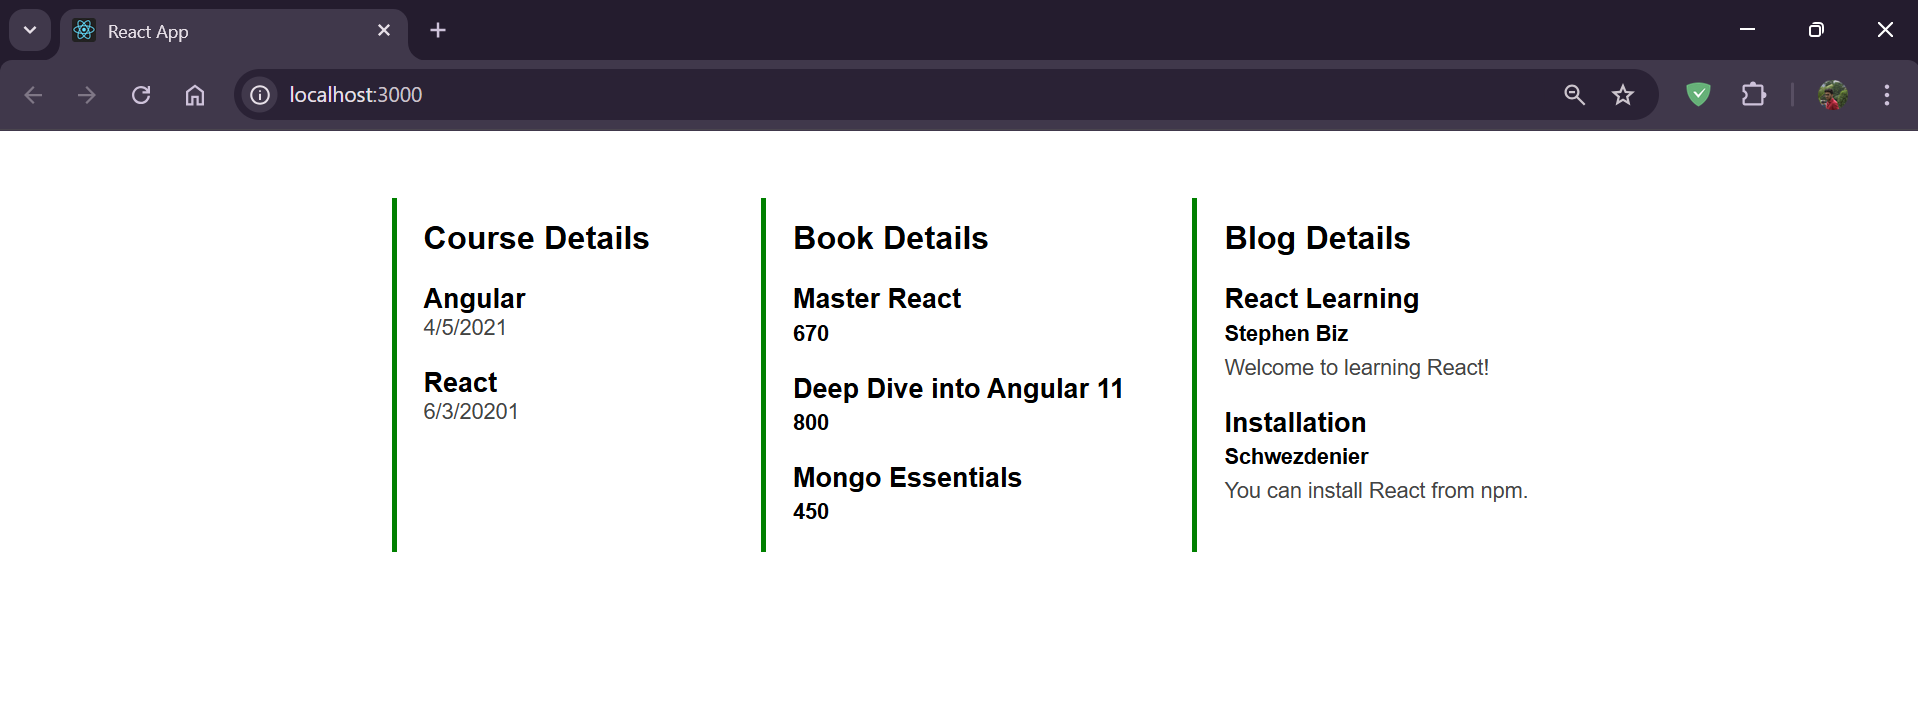 React App
localhost:3000
Course Details
Angular
4/5/2021
React
6/3/20201
Book Details
Master React
670
Deep Dive into Angular 11
800
Mongo Essentials
450
Blog Details
React Learning
Stephen Biz
Welcome to learning React!
Installation
Schwezdenier
You can install React from npm.